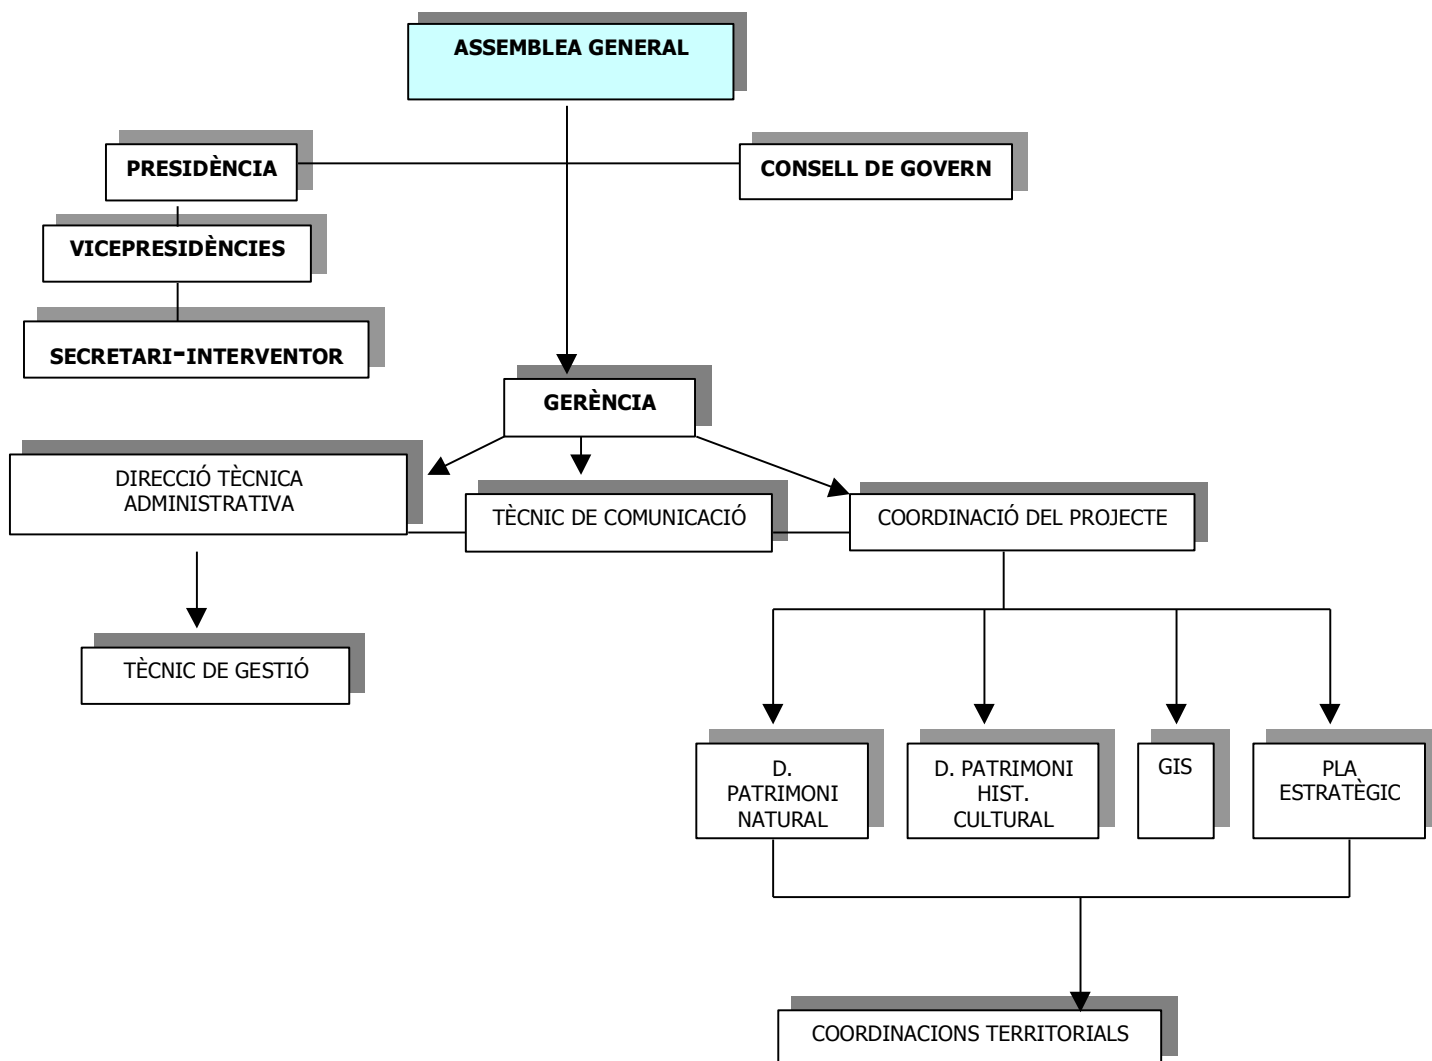 ASSEMBLEA GENERAL
PRESIDÈNCIA
CONSELL DE GOVERN
VICEPRESIDÈNCIES
SECRETARI-INTERVENTOR
GERÈNCIA
DIRECCIÓ TÈCNICA
ADMINISTRATIVA
TÈCNIC DE COMUNICACIÓ
COORDINACIÓ DEL PROJECTE
TÈCNIC DE GESTIÓ
D.
PATRIMONI
NATURAL
D. PATRIMONI
HIST.
CULTURAL
GIS
PLA
ESTRATÈGIC
COORDINACIONS TERRITORIALS